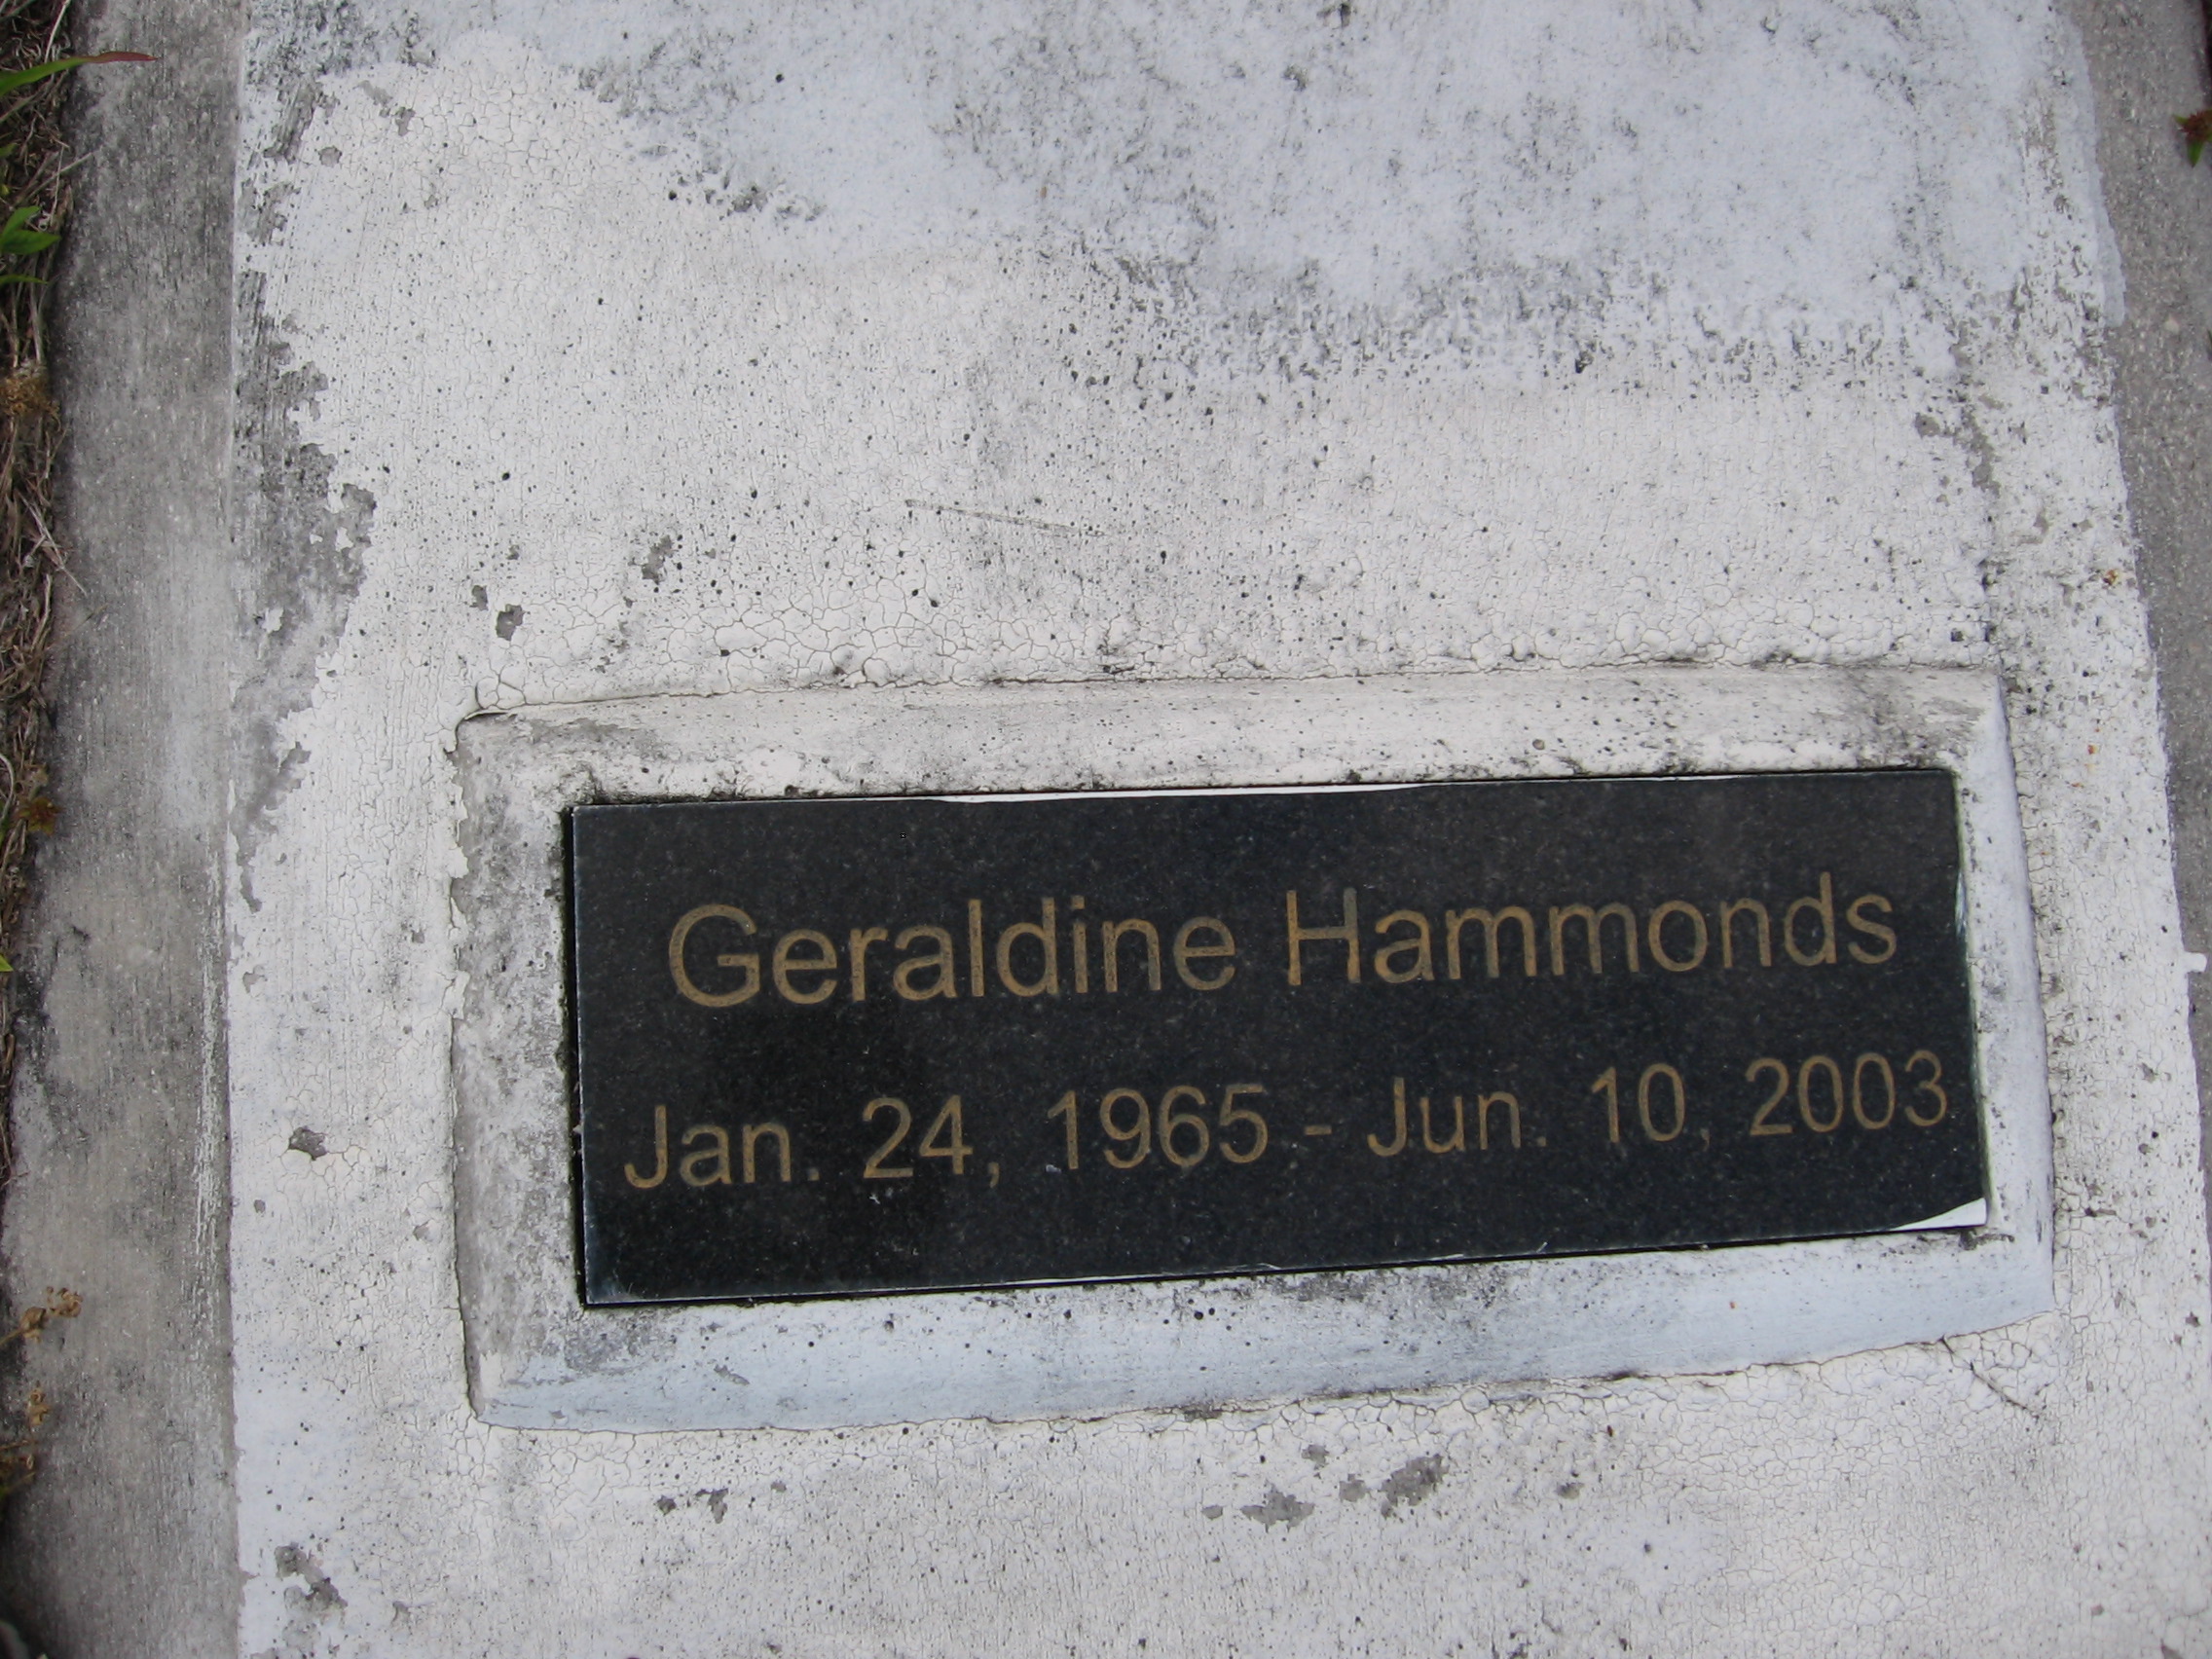 Geraldine Hammonds
Jan. 24, 1965 - Jun. 10, 2003